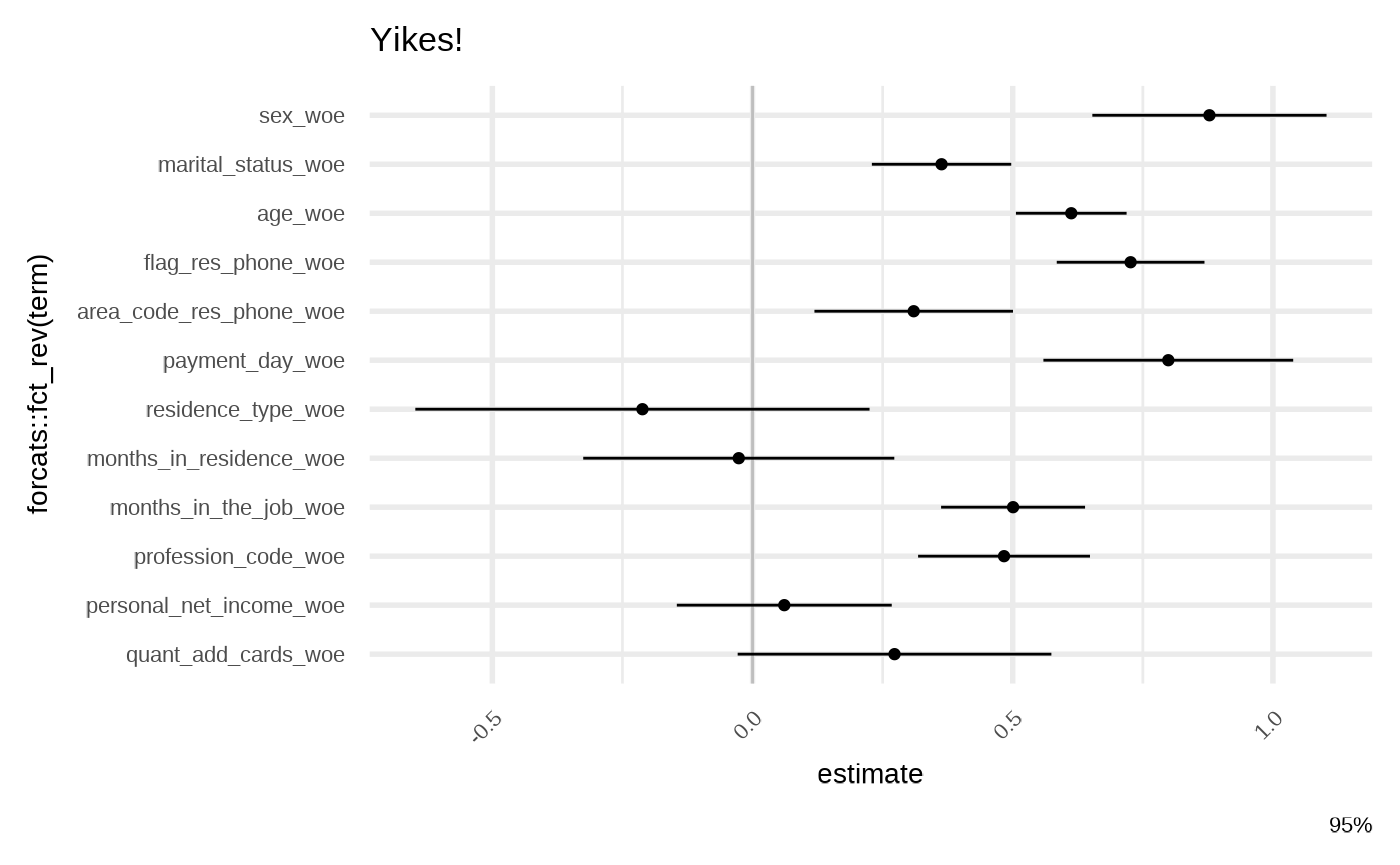 Yikes!
sex_woe
marital_status_woe
age_woe
flag_res_phone_woe
area_code_res_phone_woe
payment_day_woe
residence_type_woe
months_in_residence_woe
months_in_the_job_woe
profession_code_woe
personal_net_income_woe
quant_add_cards_woe
forcats::fct_rev(term)
-0.5
0.0
0.5
1.0
estimate
95%